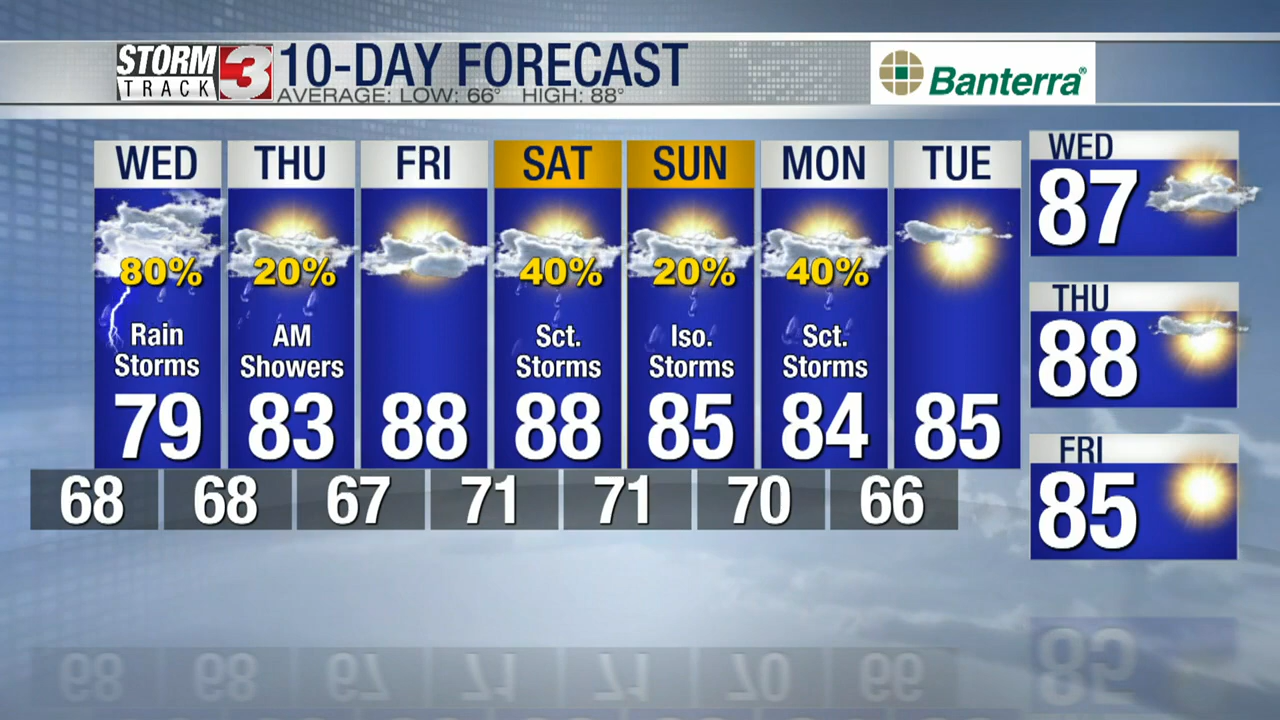 STORM
TRACK
3
10-DAY FORECAST
AVERAGE: LOW: 66° HIGH: 88°
Banterra®
WED THU FRI SAT SUN MON TUE
80% 20% 40% 20% 40%
Rain AM Sct. Iso. Sct.
Storms Showers Storms Storms Storms
79 83 88 88 85 84 85
68 68 67 71 71 70 66
WED
87
THU
88
FRI
85